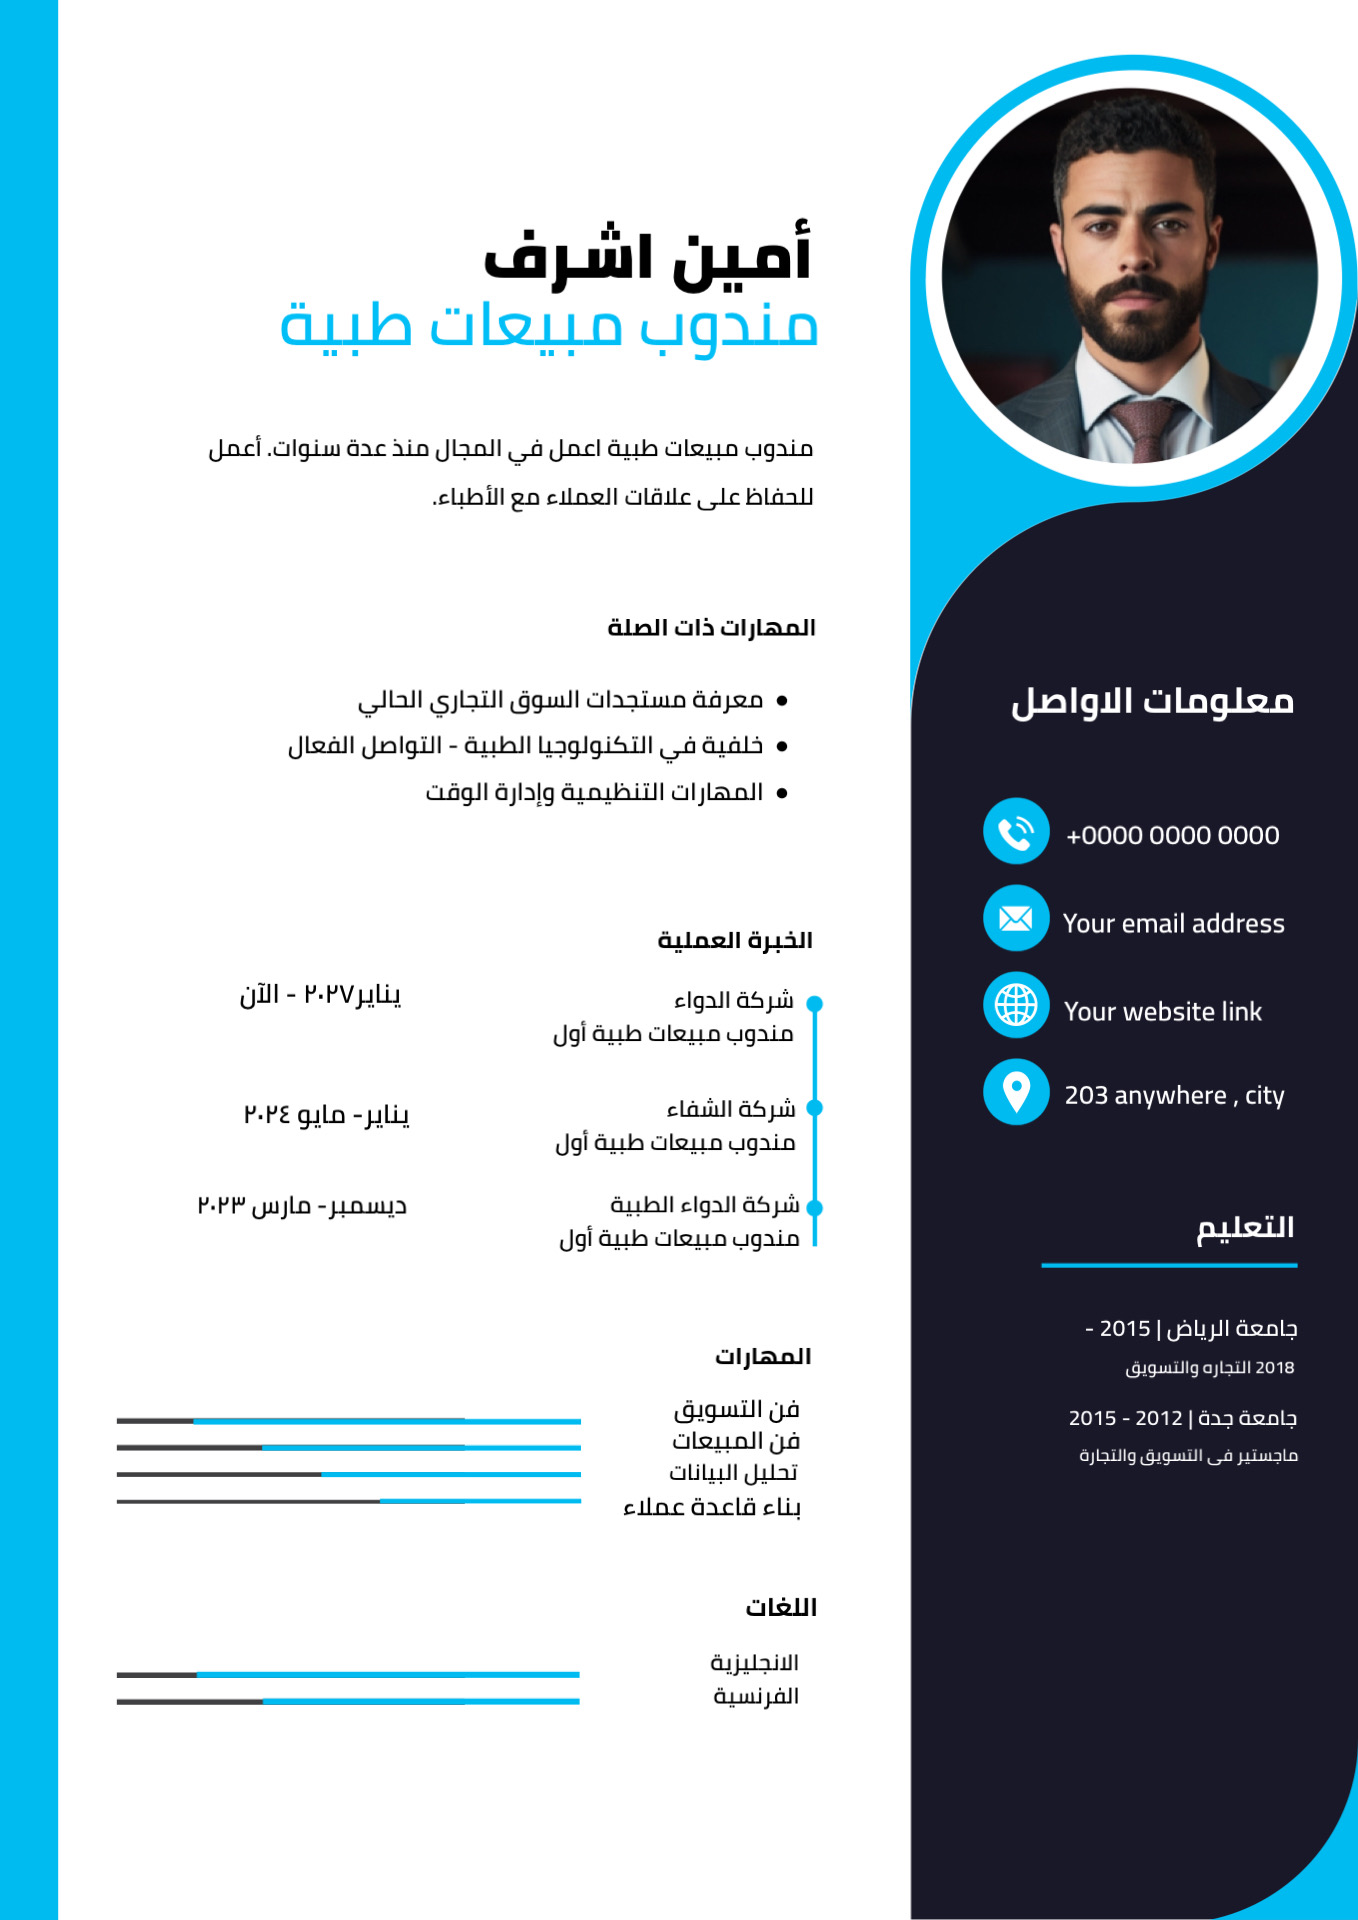 أمين اشرف
مندوب مبيعات طبية
مندوب مبيعات طبية اعمل في المجال منذ عدة سنوات. أعمل
للحفاظ على علاقات العملاء مع الأطباء.
المهارات ذات الصلة
• معرفة مستجدات السوق التجاري الحالي
• خلفية في التكنولوجيا الطبية - التواصل الفعال
• المهارات التنظيمية وإدارة الوقت
الخبرة العملية
شركة الدواء
يناير٢٠٢٧ - الآن
مندوب مبيعات طبية أول
شركة الشفاء
يناير- مايو ٢٠٢٤
مندوب مبيعات طبية أول
شركة الدواء الطبية
ديسمبر- مارس ٢٠٢٣
مندوب مبيعات طبية أول
المهارات
فن التسويق
فن المبيعات
تحليل البيانات
بناء قاعدة عملاء
اللغات
الانجليزية
الفرنسية
معلومات الاواصل
+0000 0000 0000
Your email address
Your website link
203 anywhere , city
التعليم
جامعة الرياض | 2015 -
2018 التجاره والتسويق
جامعة جدة | 2012 - 2015
ماجستير فى التسويق والتجارة